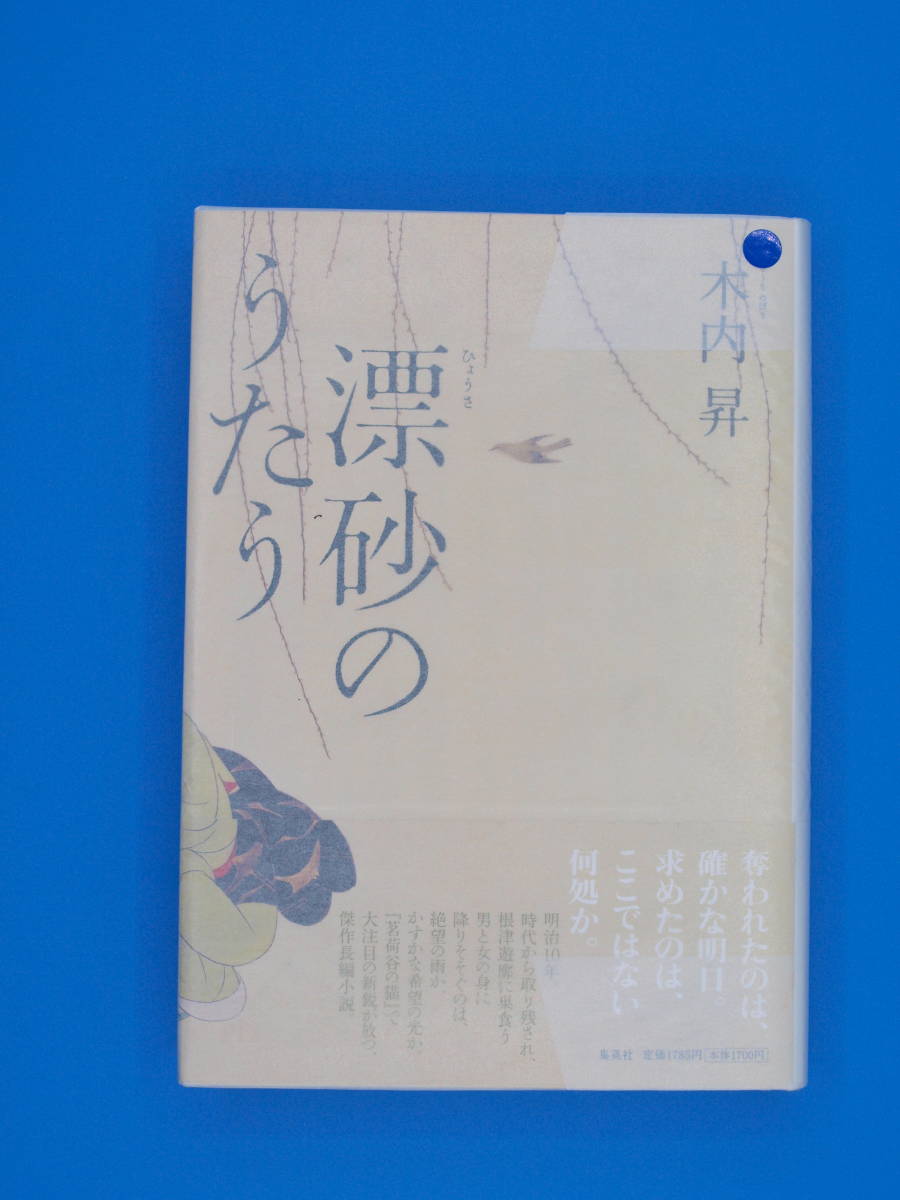 木内 昇
ひょうさ
漂砂の
うたう
奪われたのは、
確かな明日。
求めたのは、
ここではない
何処か。
明治10年
時代から取り残され、
根津遊廓に巣食う
男と女の身に
降りそそぐのは、
絶望の雨か、
かすかな希望の光か。
『茗荷谷の猫』で
大注目の新鋭が放つ、
傑作長編小説。
集英社 定価1785円 本体1700円